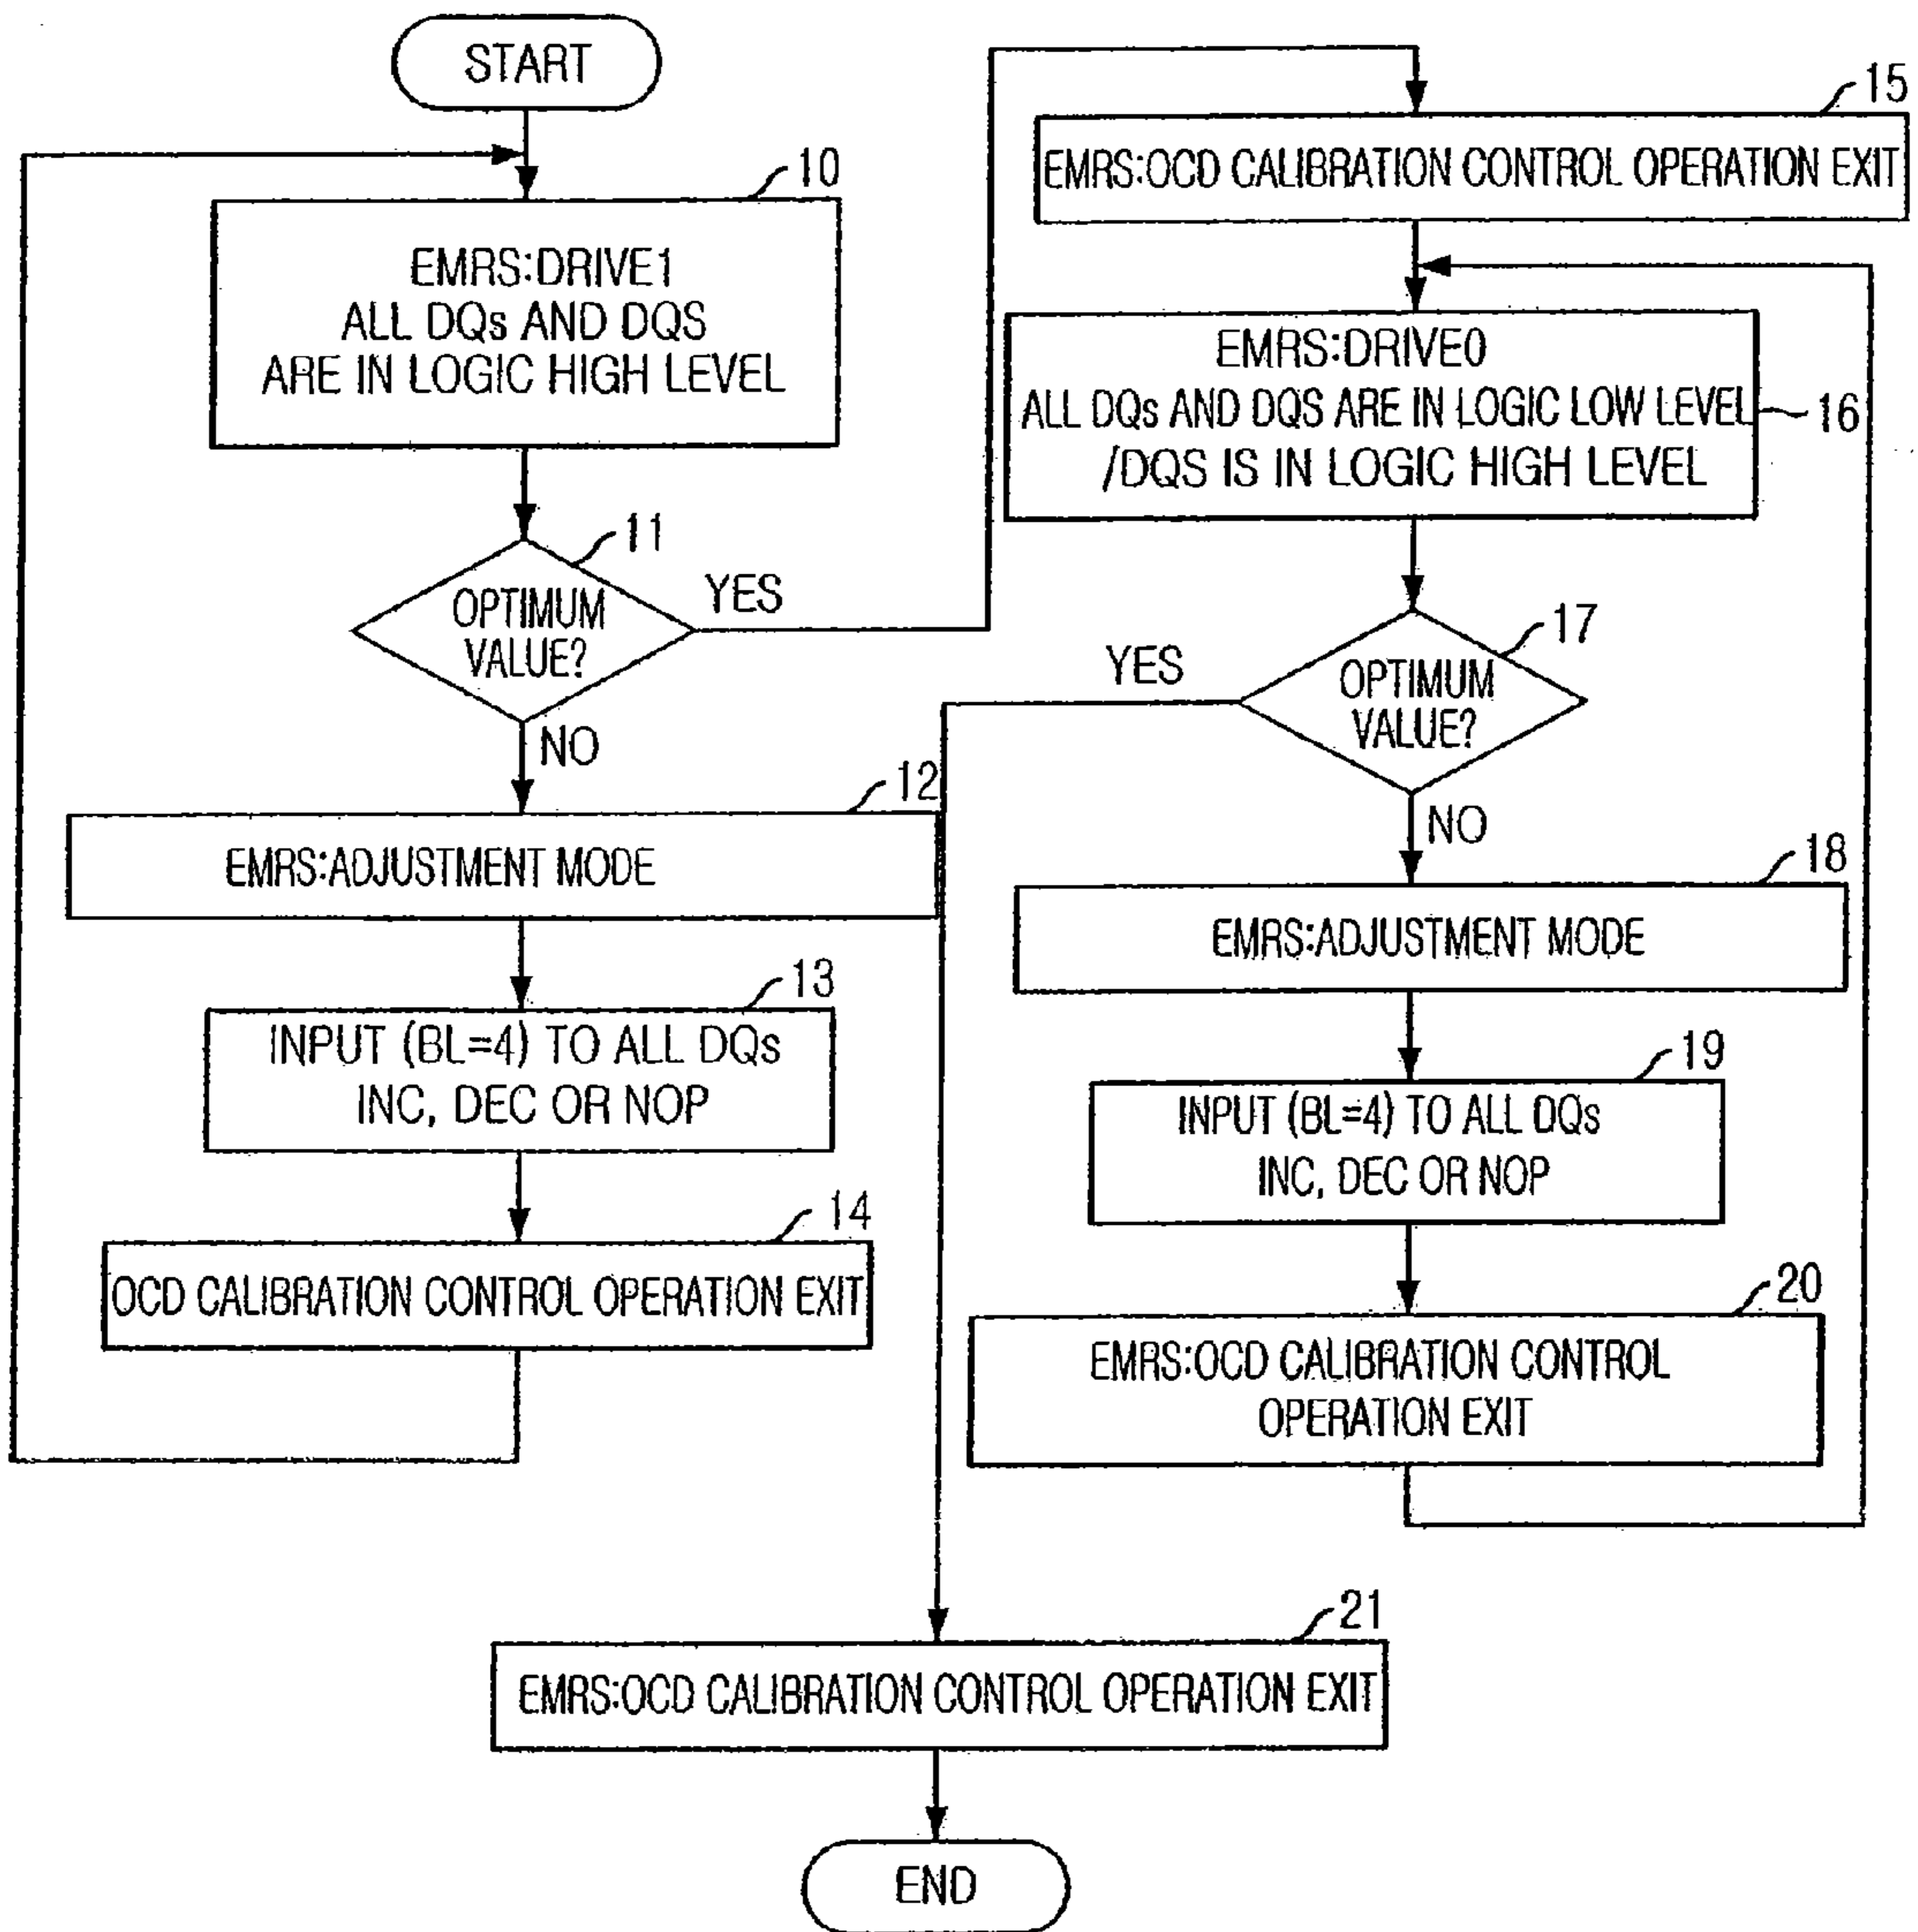 START
10
EMRS:DRIVE1
ALL DQs AND DQS
ARE IN LOGIC HIGH LEVEL
11
OPTIMUM
VALUE?
YES
NO
12
EMRS:ADJUSTMENT MODE
13
INPUT (BL=4) TO ALL DQs
INC, DEC OR NOP
14
OCD CALIBRATION CONTROL OPERATION EXIT
15
EMRS:OCD CALIBRATION CONTROL OPERATION EXIT
EMRS:DRIVE0
ALL DQs AND DQS ARE IN LOGIC LOW LEVEL
/DQS IS IN LOGIC HIGH LEVEL
16
17
OPTIMUM
VALUE?
YES
NO
18
EMRS:ADJUSTMENT MODE
19
INPUT (BL=4) TO ALL DQs
INC, DEC OR NOP
20
EMRS:OCD CALIBRATION CONTROL
OPERATION EXIT
21
EMRS:OCD CALIBRATION CONTROL OPERATION EXIT
END